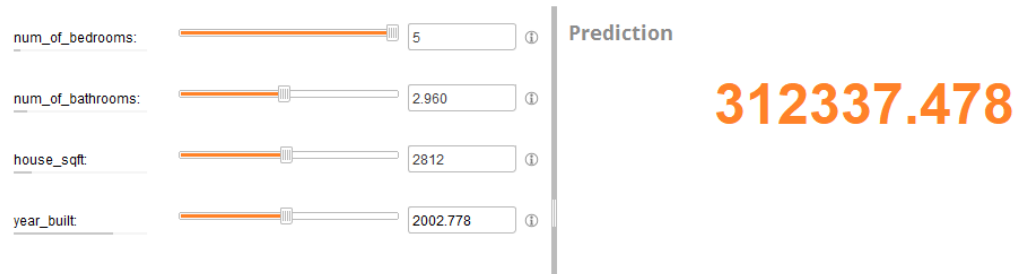 num_of_bedrooms: 5
num_of_bathrooms: 2.960
house_sqft: 2812
year_built: 2002.778
Prediction
312337.478